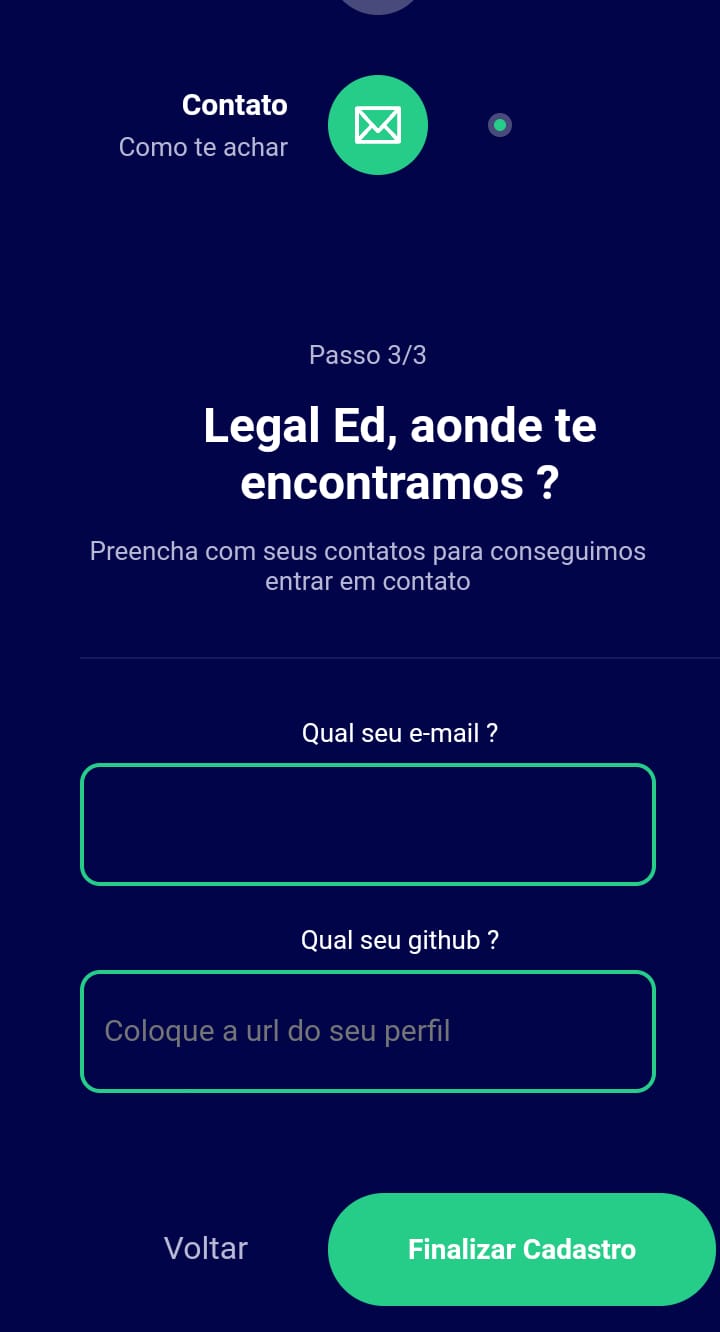 Contato
Como te achar
Passo 3/3
Legal Ed, aonde te
encontramos ?
Preencha com seus contatos para conseguimos
entrar em contato
Qual seu e-mail ?
Qual seu github ?
Coloque a url do seu perfil
Voltar
Finalizar Cadastro